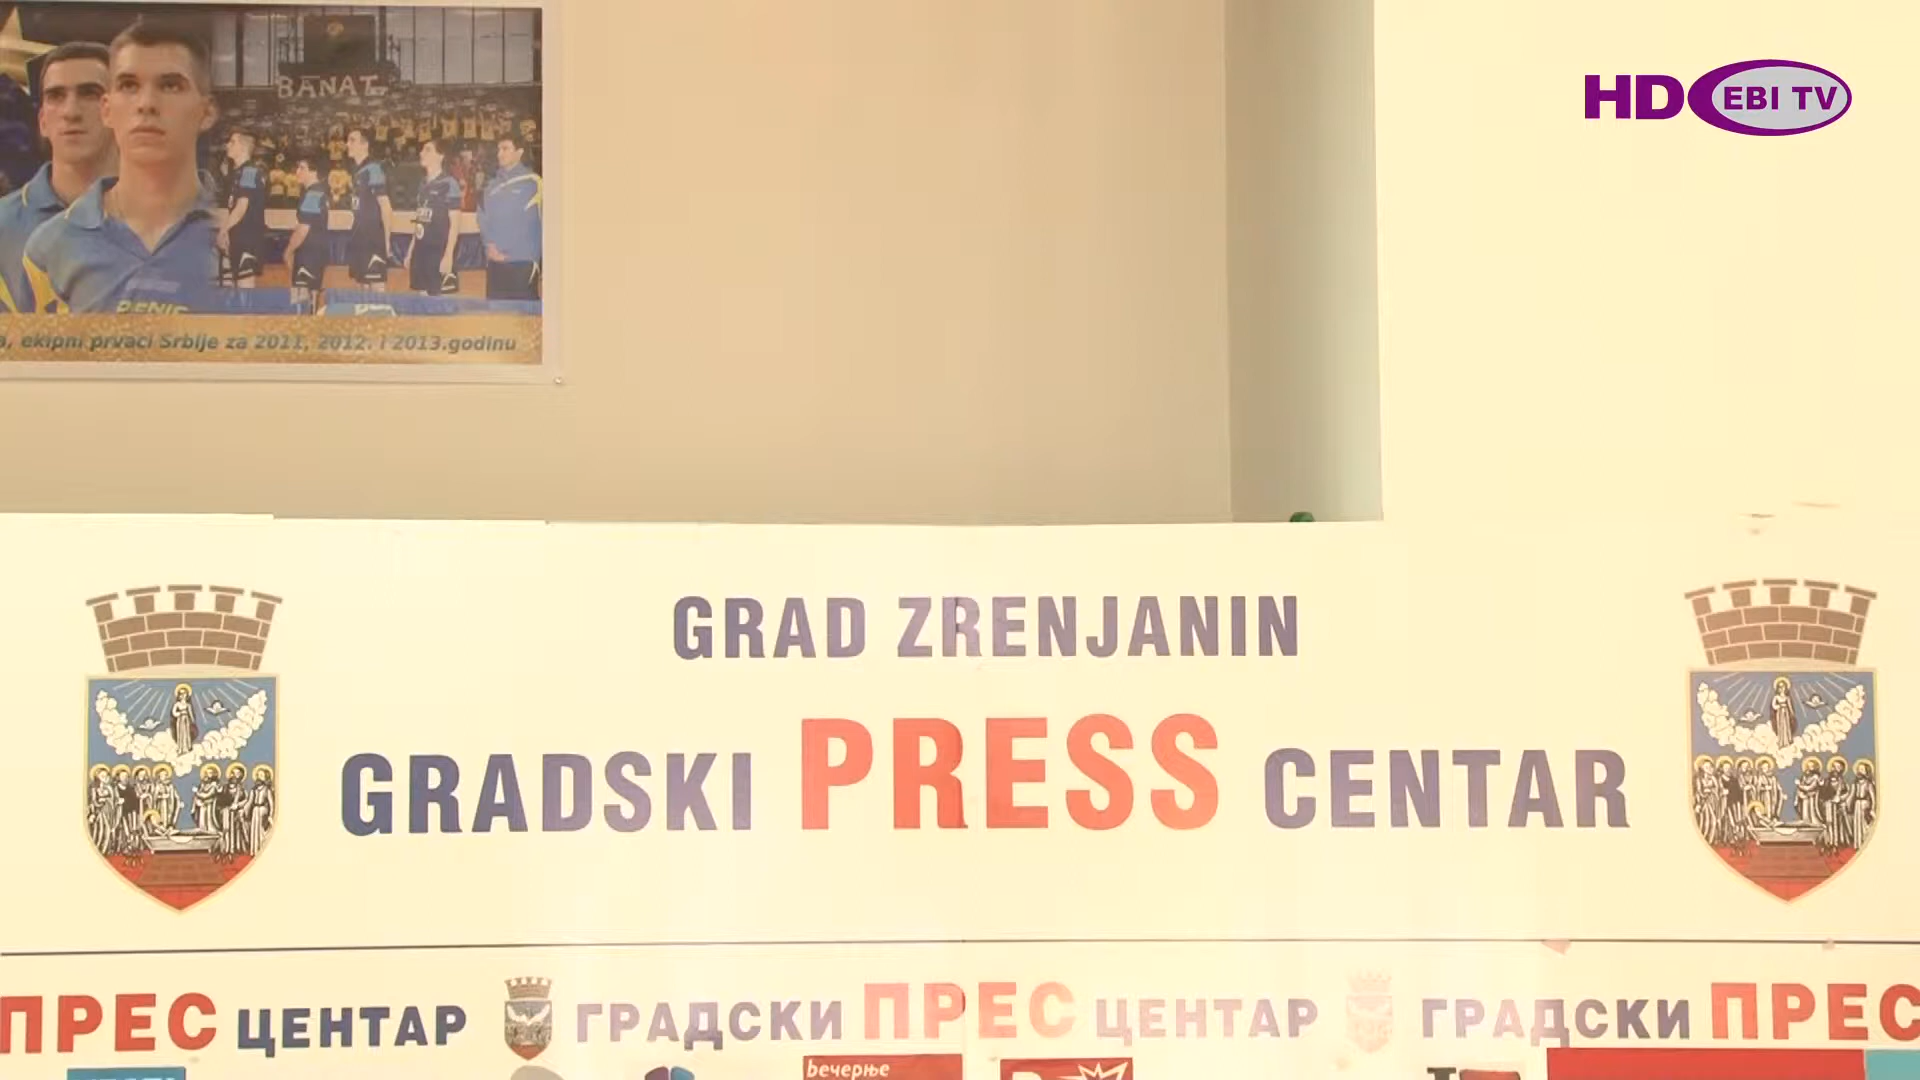 BANAT
HD EBI TV
ekipni prvaci Srbije za 2011, 2012. i 2013.godinu
GRAD ZRENJANIN
GRADSKI PRESS CENTAR
ПРЕС ЦЕНТАР ГРАДСКИ ПРЕС ЦЕНТАР ГРАДСКИ ПРЕС
Вечерње